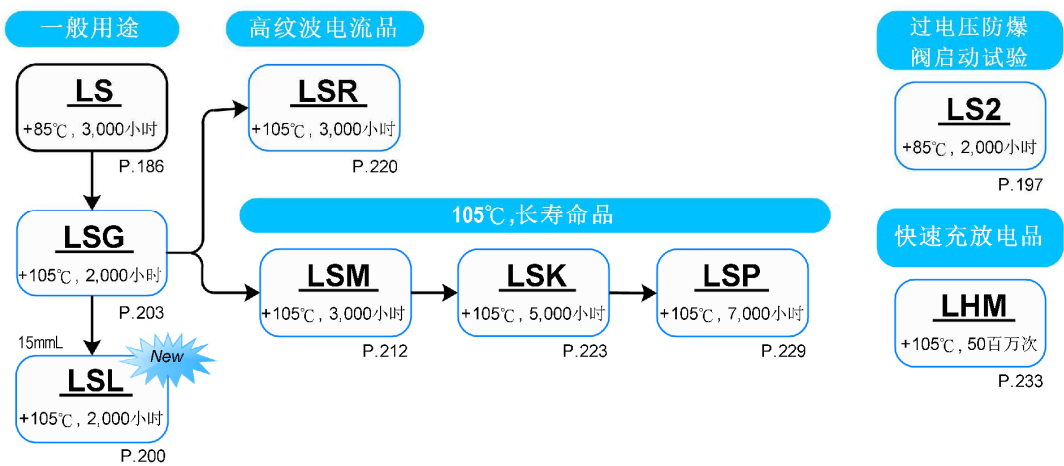 一般用途
LS
+85℃, 3,000小时
P.186
LSG
+105℃, 2,000小时
P.203
15mmL
New
LSL
+105℃, 2,000小时
P.200
高纹波电流品
LSR
+105℃, 3,000小时
P.220
105℃,长寿命品
LSM
+105℃, 3,000小时
P.212
LSK
+105℃, 5,000小时
P.223
LSP
+105℃, 7,000小时
P.229
过电压防爆
阀启动试验
LS2
+85℃, 2,000小时
P.197
快速充放电品
LHM
+105℃, 50百万次
P.233